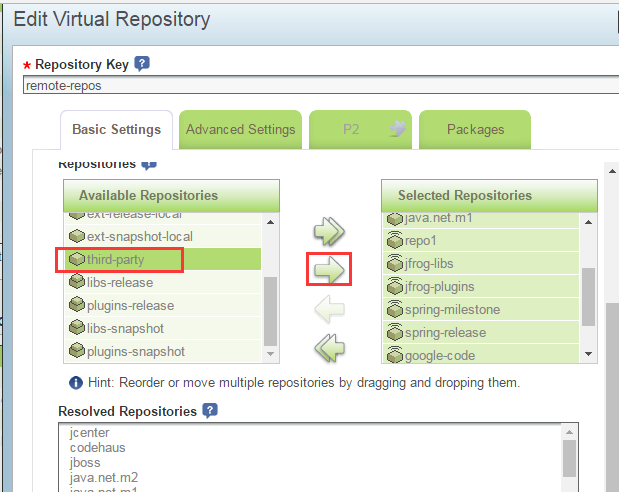 Edit Virtual Repository
* Repository Key ?
remote-repos
Basic Settings
Advanced Settings
P2
Packages
Repositories
Available Repositories
ext-release-local
ext-snapshot-local
third-party
libs-release
plugins-release
libs-snapshot
plugins-snapshot
Selected Repositories
java.net.m1
repo1
jfrog-libs
jfrog-plugins
spring-milestone
spring-release
google-code
Hint: Reorder or move multiple repositories by dragging and dropping them.
Resolved Repositories ?
jcenter
codehaus
jboss
java.net.m2
java.net.m1